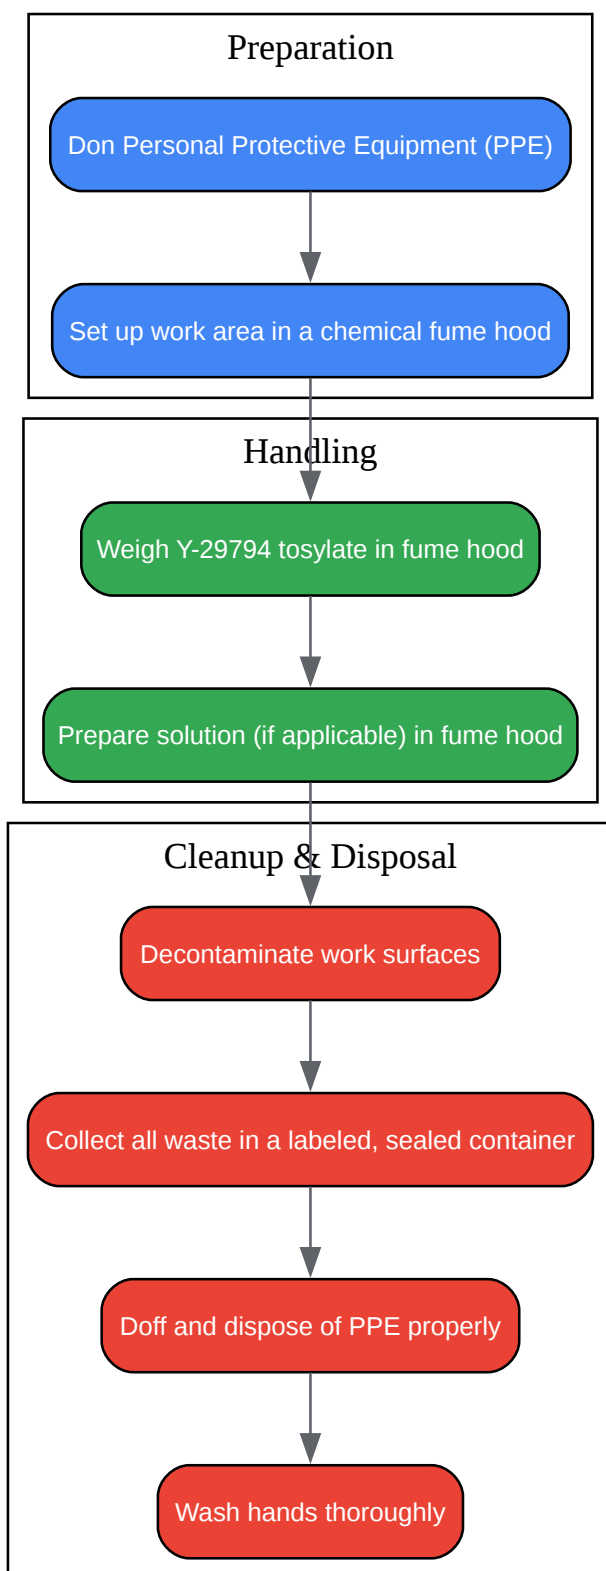 Preparation
Don Personal Protective Equipment (PPE)
Set up work area in a chemical fume hood
Handling
Weigh Y-29794 tosylate in fume hood
Prepare solution (if applicable) in fume hood
Cleanup & Disposal
Decontaminate work surfaces
Collect all waste in a labeled, sealed container
Doff and dispose of PPE properly
Wash hands thoroughly